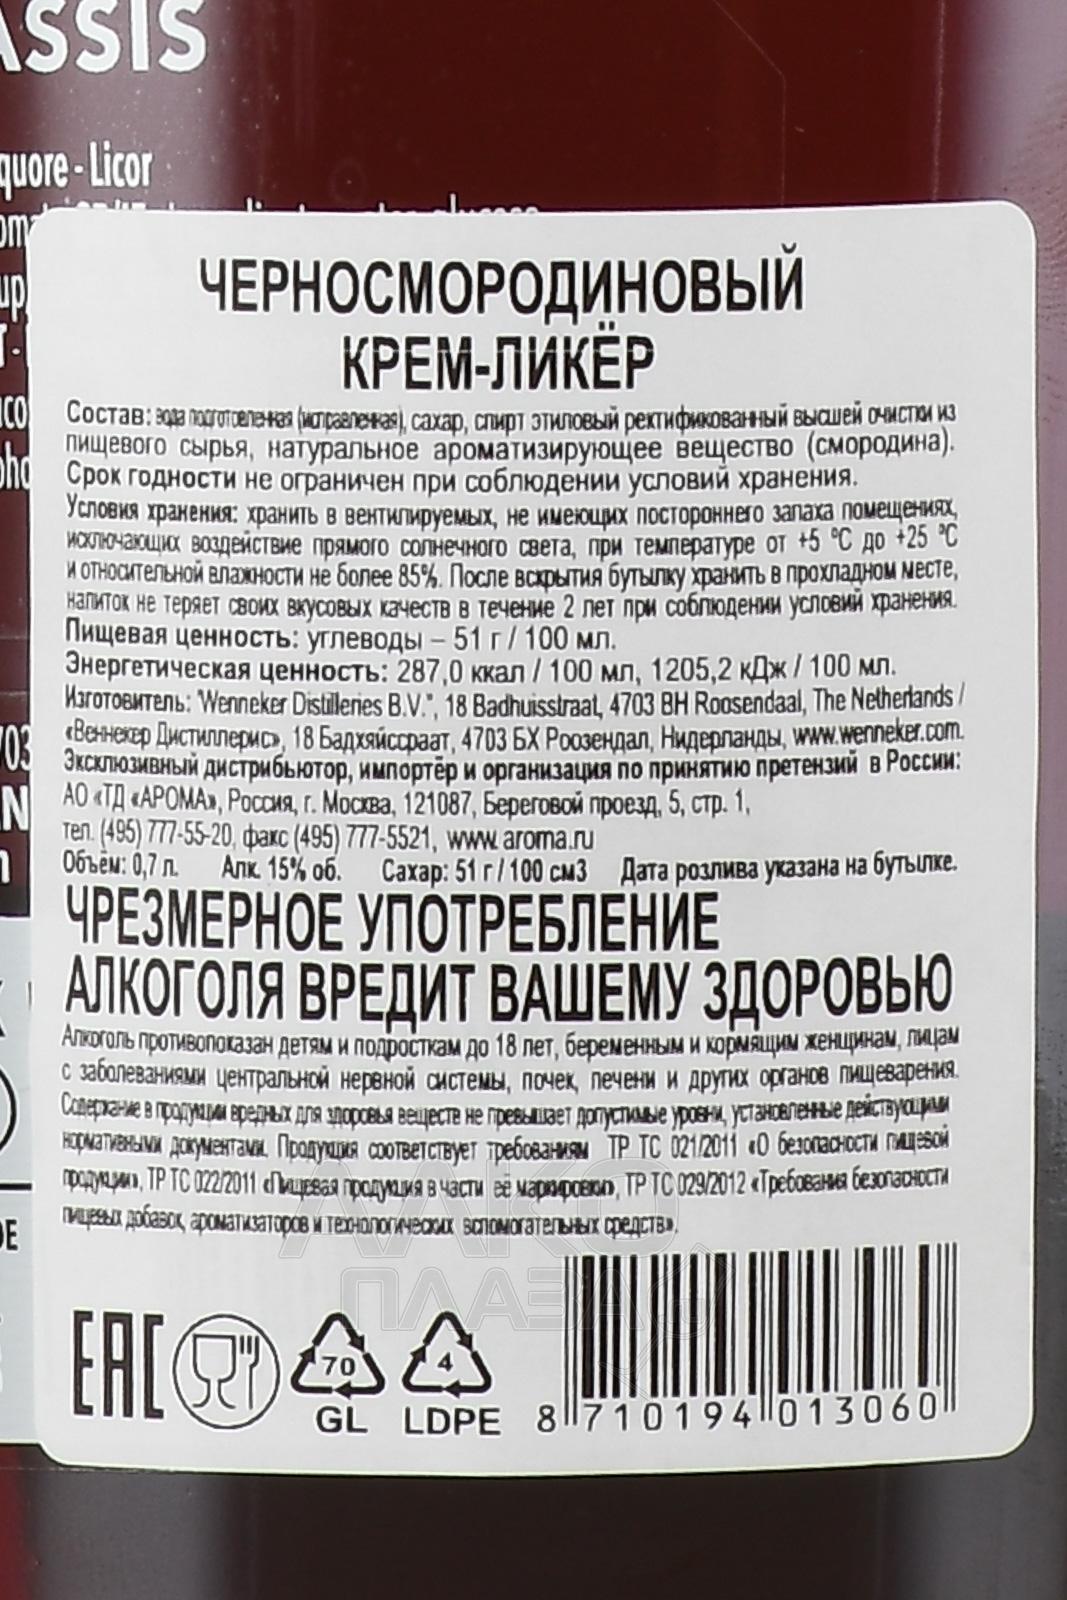 ASSIS
quore - Licor
ЧЕРНОСМОРОДИНОВЫЙ
КРЕМ-ЛИКЁР
Состав: вода подготовленная (исправленная), сахар, спирт этиловый ректификованный высшей очистки из
пищевого сырья, натуральное ароматизирующее вещество (смородина).
Срок годности не ограничен при соблюдении условий хранения.
Условия хранения: хранить в вентилируемых, не имеющих постороннего запаха помещениях,
исключающих воздействие прямого солнечного света, при температуре от +5 °С до +25 °С
и относительной влажности не более 85%. После вскрытия бутылку хранить в прохладном месте,
напиток не теряет своих вкусовых качеств в течение 2 лет при соблюдении условий хранения.
Пищевая ценность: углеводы – 51 г / 100 мл.
Энергетическая ценность: 287,0 ккал / 100 мл, 1205,2 кДж / 100 мл.
Изготовитель: "Wenneker Distilleries B.V.", 18 Badhuisstraat, 4703 BH Roosendaal, The Netherlands /
«Веннекер Дистиллерис», 18 Бадхяйссраат, 4703 БХ Роозендал, Нидерланды, www.wenneker.com.
Эксклюзивный дистрибьютор, импортёр и организация по принятию претензий в России:
АО «ТД «АРОМА», Россия, г. Москва, 121087, Береговой проезд, 5, стр. 1,
тел. (495) 777-55-20, факс (495) 777-5521, www.aroma.ru
Объём: 0,7 л. Алк. 15% об. Сахар: 51 г / 100 см3 Дата розлива указана на бутылке.
ЧРЕЗМЕРНОЕ УПОТРЕБЛЕНИЕ
АЛКОГОЛЯ ВРЕДИТ ВАШЕМУ ЗДОРОВЬЮ
Алкоголь противопоказан детям и подросткам до 18 лет, беременным и кормящим женщинам, лицам
с заболеваниями центральной нервной системы, почек, печени и других органов пищеварения.
Содержание в продукции вредных для здоровья веществ не превышает допустимые уровни, установленные действующими
нормативными документами. Продукция соответствует требованиям ТР ТС 021/2011 «О безопасности пищевой
продукции», ТР ТС 022/2011 «Пищевая продукция в части её маркировки», ТР ТС 029/2012 «Требования безопасности
пищевых добавок, ароматизаторов и технологических вспомогательных средств».
АЛКО
ПЛАЗА
EAC
70
GL
4
LDPE
8 710194 013060